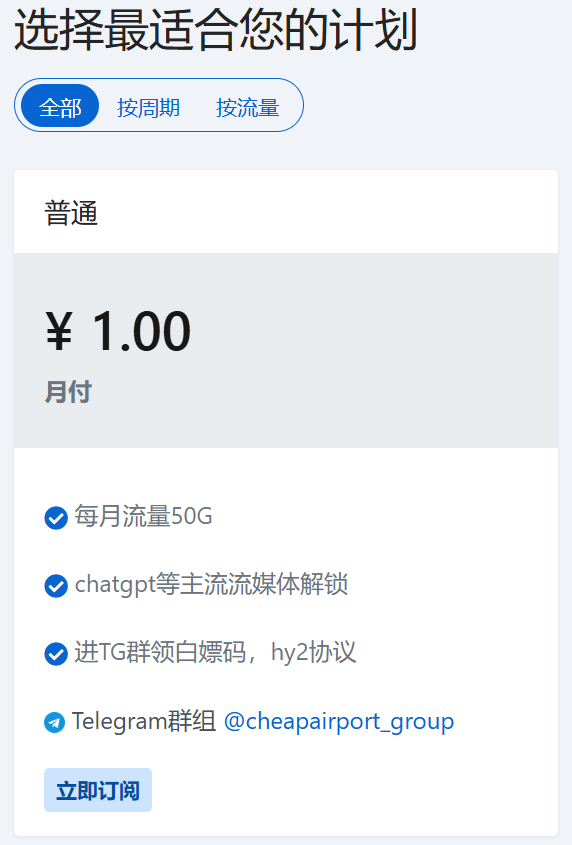 选择最适合您的计划
全部 按周期 按流量
普通
¥ 1.00
月付
每月流量50G
chatgpt等主流流媒体解锁
进TG群领白嫖码，hy2协议
Telegram群组 @cheapairport_group
立即订阅